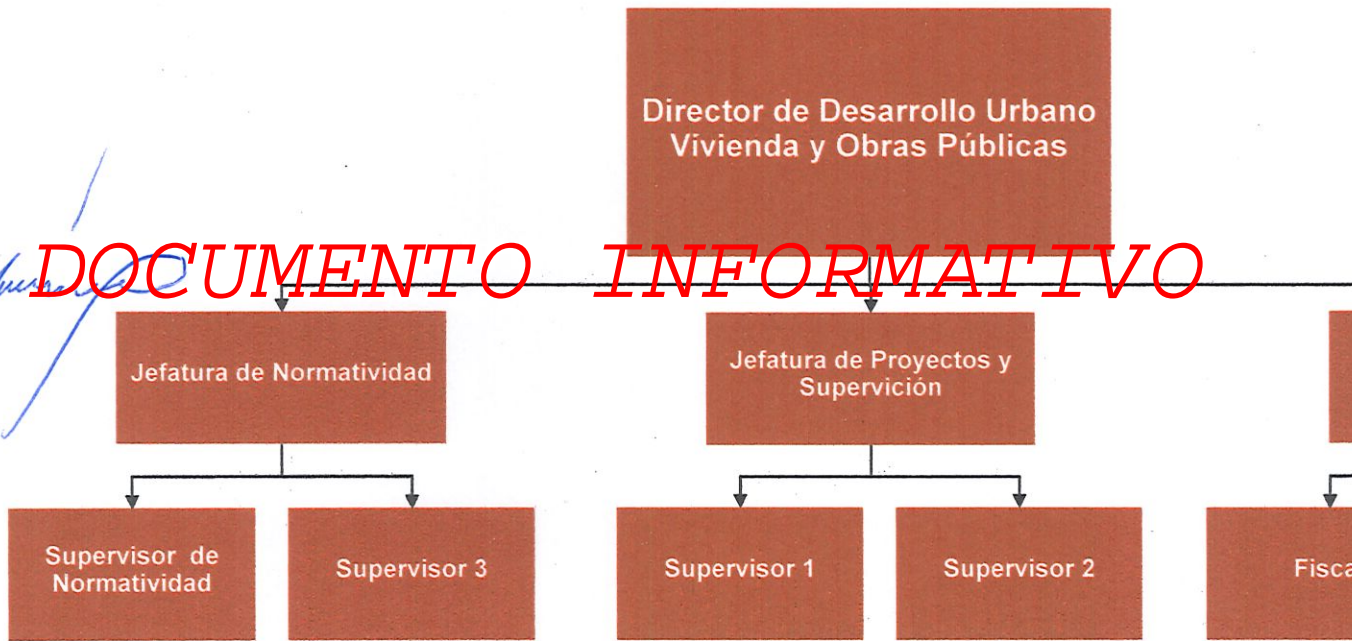 Director de Desarrollo Urbano
Vivienda y Obras Públicas
DOCUMENTO INFORMATIVO
Jefatura de Normatividad
Jefatura de Proyectos y
Supervición
Supervisor de
Normatividad
Supervisor 3
Supervisor 1
Supervisor 2